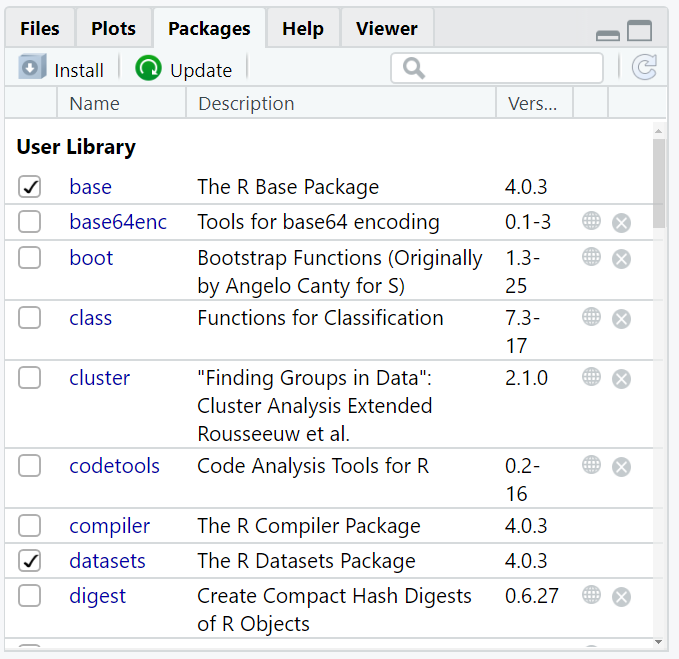 Files Plots Packages Help Viewer
Install Update
Name Description Vers...
User Library
base The R Base Package 4.0.3
base64enc Tools for base64 encoding 0.1-3
boot Bootstrap Functions (Originally 1.3-
by Angelo Canty for S) 25
class Functions for Classification 7.3-
17
cluster "Finding Groups in Data": 2.1.0
Cluster Analysis Extended
Rousseeuw et al.
codetools Code Analysis Tools for R 0.2-
16
compiler The R Compiler Package 4.0.3
datasets The R Datasets Package 4.0.3
digest Create Compact Hash Digests 0.6.27
of R Objects